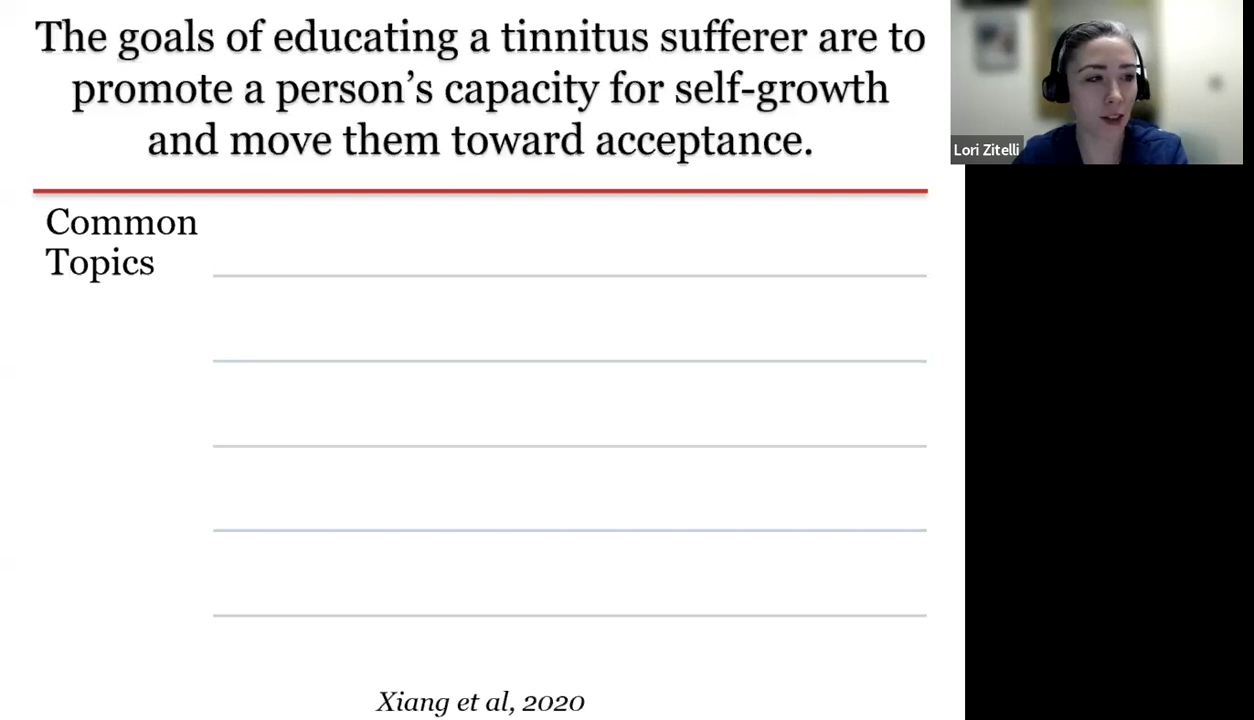 The goals of educating a tinnitus sufferer are to
promote a person's capacity for self-growth
and move them toward acceptance.
Lori Zitelli
Common
Topics
Xiang et al, 2020